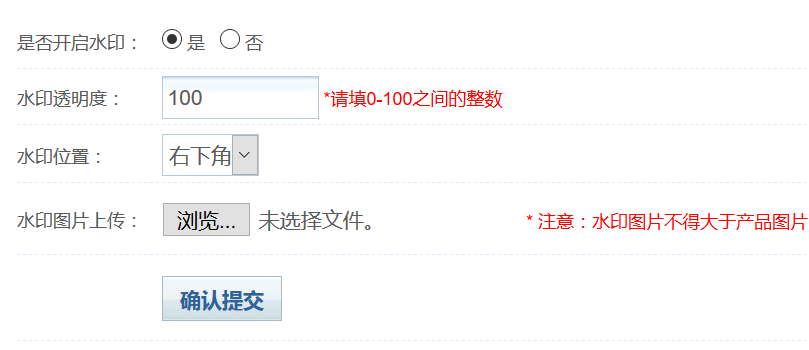 是否开启水印： 是 否
水印透明度： 100 *请填0-100之间的整数
水印位置： 右下角
水印图片上传： 浏览... 未选择文件。 * 注意：水印图片不得大于产品图片
确认提交